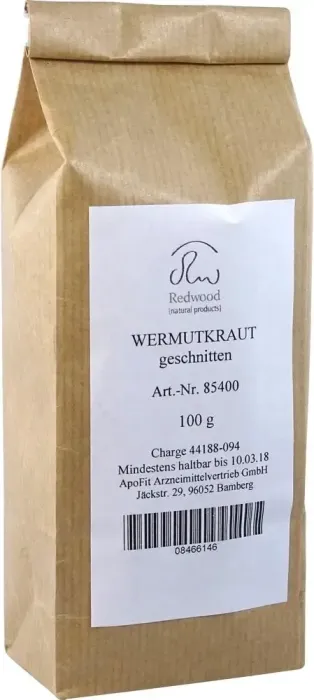 Redwood
[natural products]
WERMUTKRAUT
geschnitten
Art.-Nr. 85400
100 g
Charge 44188-094
Mindestens haltbar bis 10.03.18
ApoFit Arzneimittelvertrieb GmbH
Jäckstr. 29, 96052 Bamberg
08466146